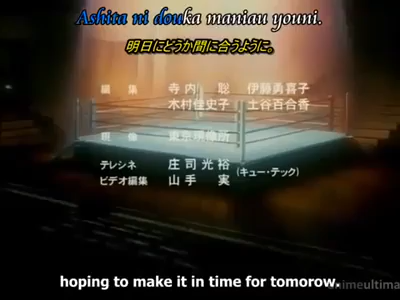 Ashita ni douka maniau youni.
明日にどうか間に合うように。
編集 寺内 聡 伊藤勇喜子
木村佳史子 土谷百合香
現像 東京現像所
テレシネ 庄司光裕 (キュー・テック)
ビデオ編集 山手 実
hoping to make it in time for tomorow.
animeultima